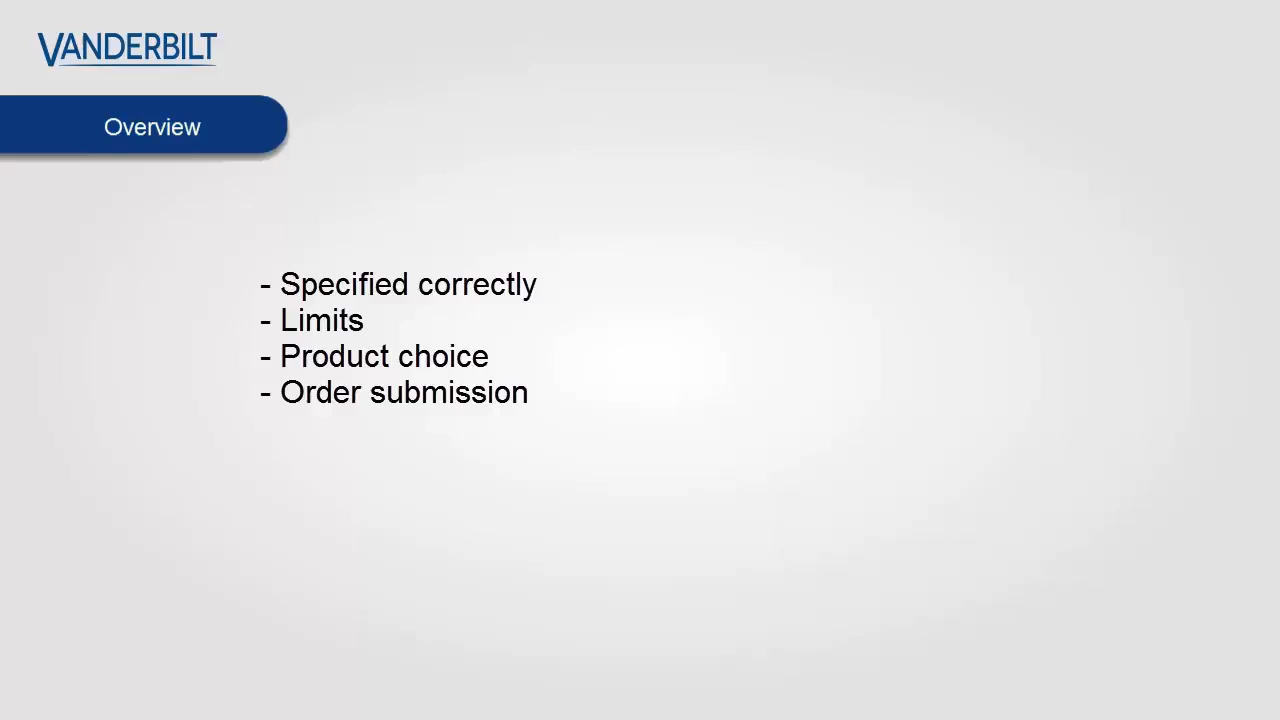 VANDERBILT
Overview
- Specified correctly
- Limits
- Product choice
- Order submission